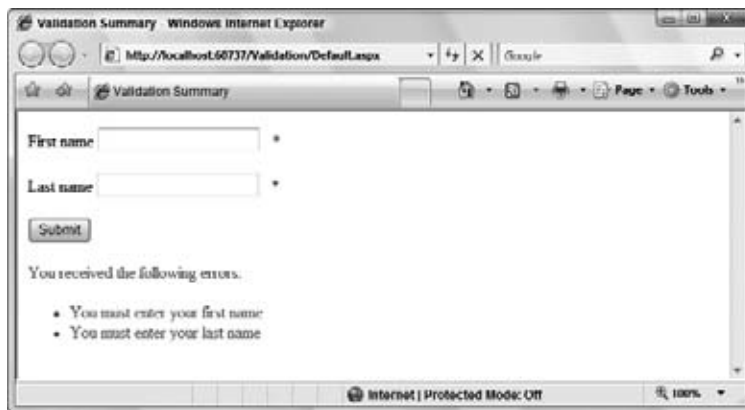 Validation Summary - Windows Internet Explorer
http://localhost:60737/Validation/Default.aspx
Google
Validation Summary
Page
Tools
First name *
Last name *
Submit
You received the following errors.
• You must enter your first name
• You must enter your last name
Internet | Protected Mode: Off
100%